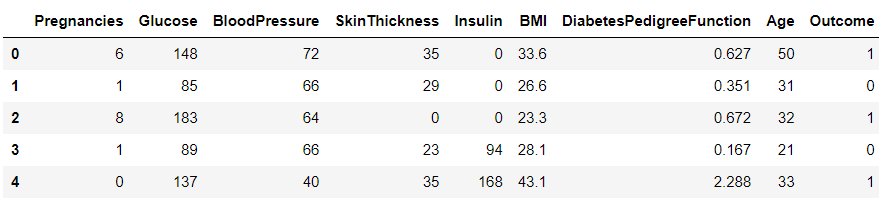 Pregnancies Glucose BloodPressure SkinThickness Insulin BMI DiabetesPedigreeFunction Age Outcome
0 6 148 72 35 0 33.6 0.627 50 1
1 1 85 66 29 0 26.6 0.351 31 0
2 8 183 64 0 0 23.3 0.672 32 1
3 1 89 66 23 94 28.1 0.167 21 0
4 0 137 40 35 168 43.1 2.288 33 1